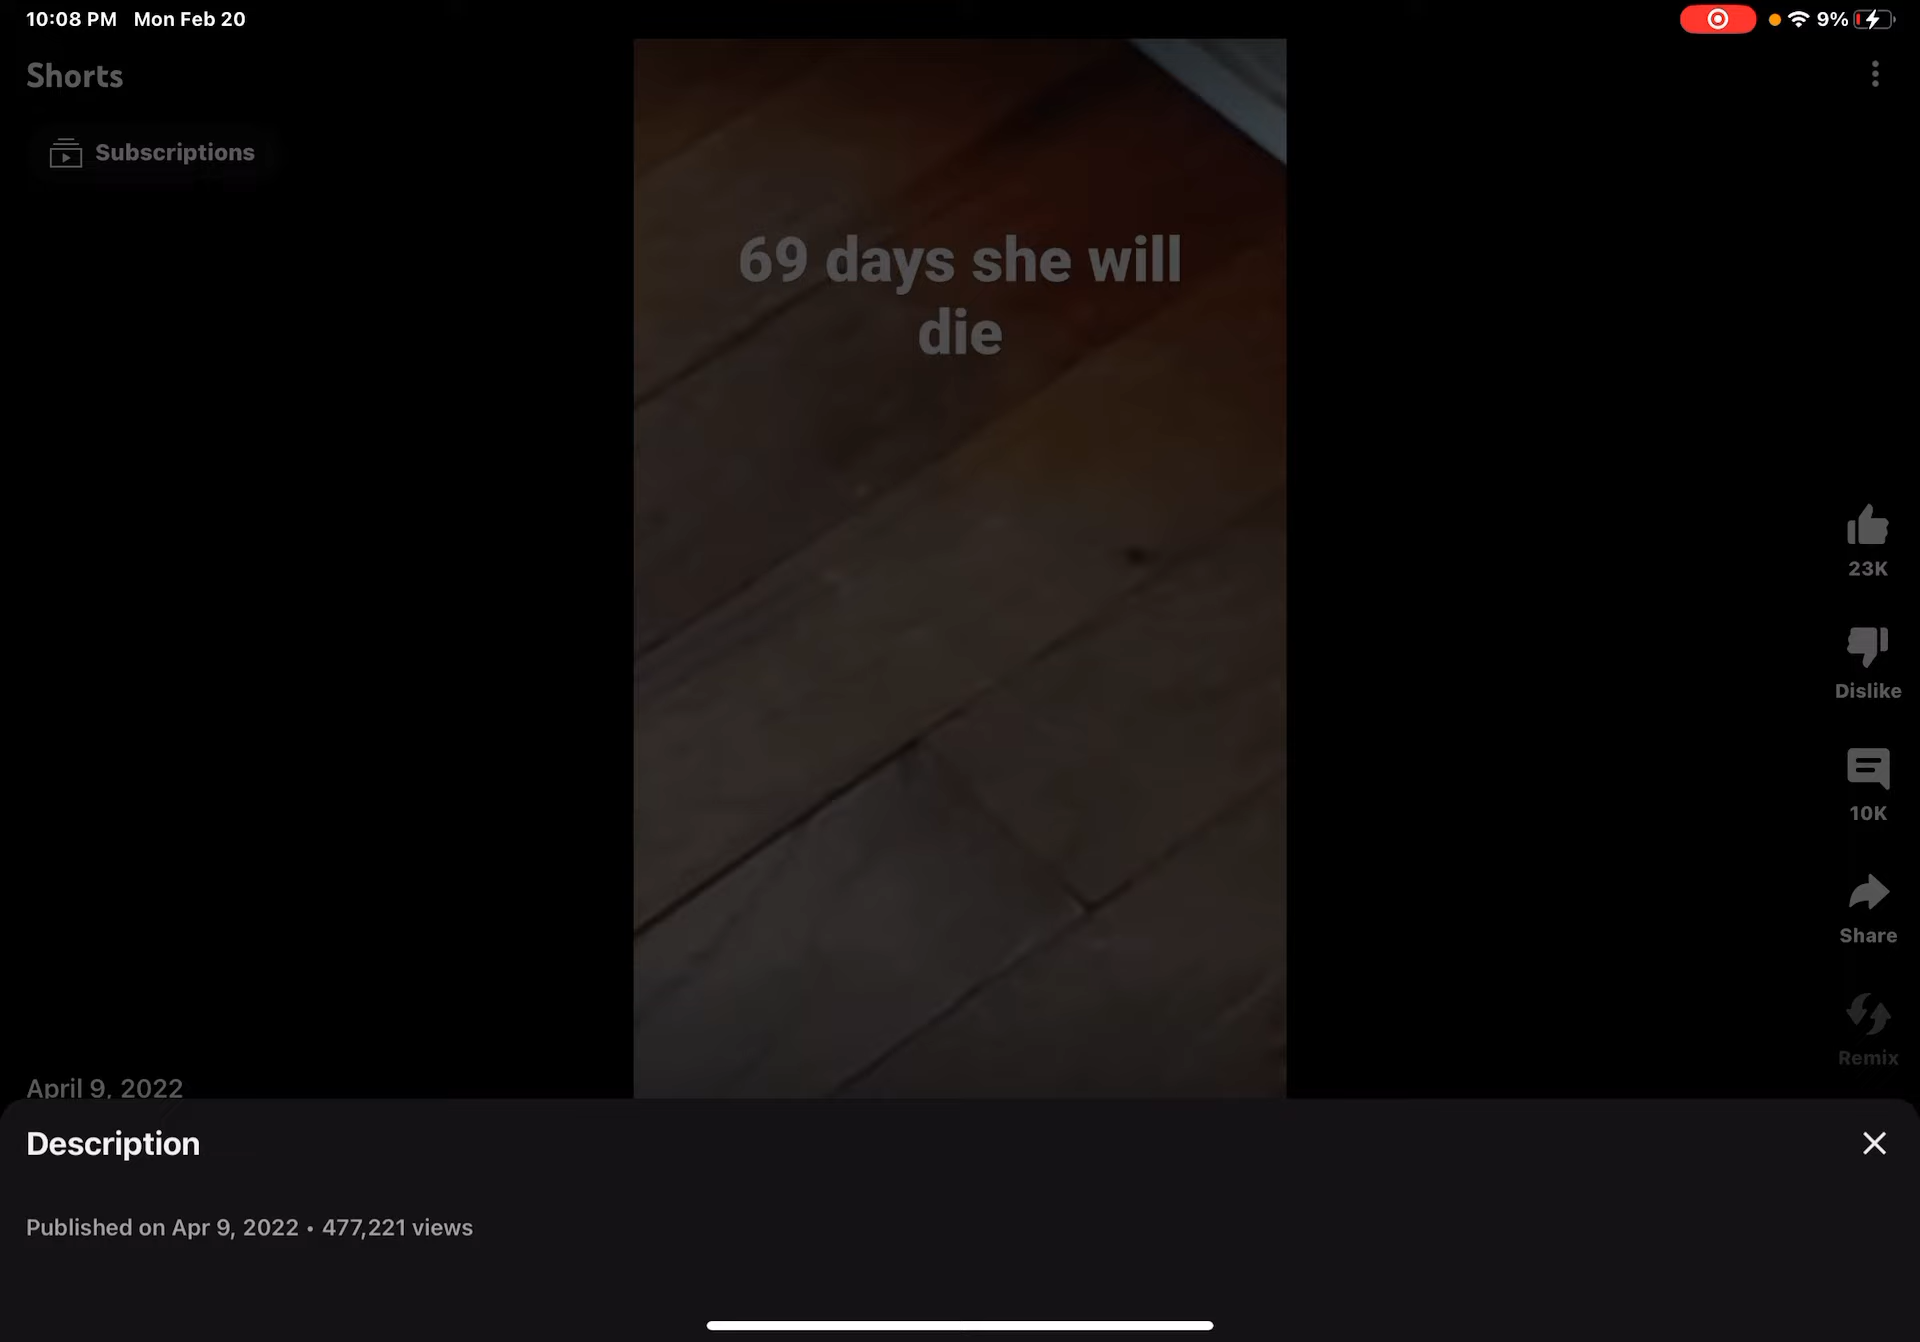 10:08 PM Mon Feb 20
9%
Shorts
Subscriptions
69 days she will
die
23K
Dislike
10K
Share
Remix
April 9, 2022
Description
Published on Apr 9, 2022 • 477,221 views